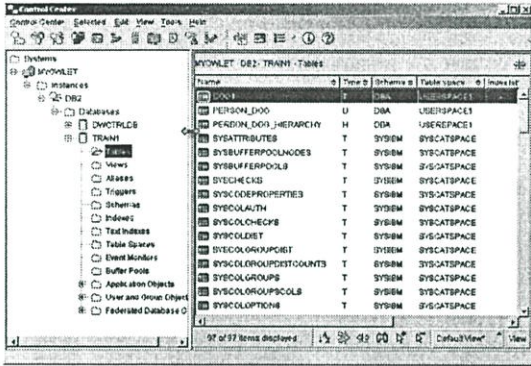 Control Center
Control Center Selected Edit View Tools Help
Systems
MYOWLET
Instances
DB2
Databases
DWCTRLDB
TRAIN1
Tables
Views
Aliases
Triggers
Schemas
Indexes
Text Indexes
Table Spaces
Event Monitors
Buffer Pools
Application Objects
User and Group Object
Federated Database O
MYOWLET - DB2 - TRAIN1 - Tables
Name Type Schema Table space Index tab
T DBA USERSPACE1
PERSON_DOG U DBA USERSPACE1
PERSON_DOG_HIERARCHY H DBA USERSPACE1
SYSATTRIBUTES T SYSIBM SYSCATSPACE
SYSBUFFERPOOLNODES T SYSIBM SYSCATSPACE
SYSBUFFERPOOLS T SYSIBM SYSCATSPACE
SYSCHECKS T SYSIBM SYSCATSPACE
SYSCODEPROPERTIES T SYSIBM SYSCATSPACE
SYSCOLAUTH T SYSIBM SYSCATSPACE
SYSCOLCHECKS T SYSIBM SYSCATSPACE
SYSCOLDIST T SYSIBM SYSCATSPACE
SYSCOLGROUPDIST T SYSIBM SYSCATSPACE
SYSCOLGROUPDISTCOUNTS T SYSIBM SYSCATSPACE
SYSCOLGROUPS T SYSIBM SYSCATSPACE
SYSCOLGROUPSCOLS T SYSIBM SYSCATSPACE
SYSCOLOPTIONS T SYSIBM SYSCATSPACE
97 of 97 items displayed Default View* View